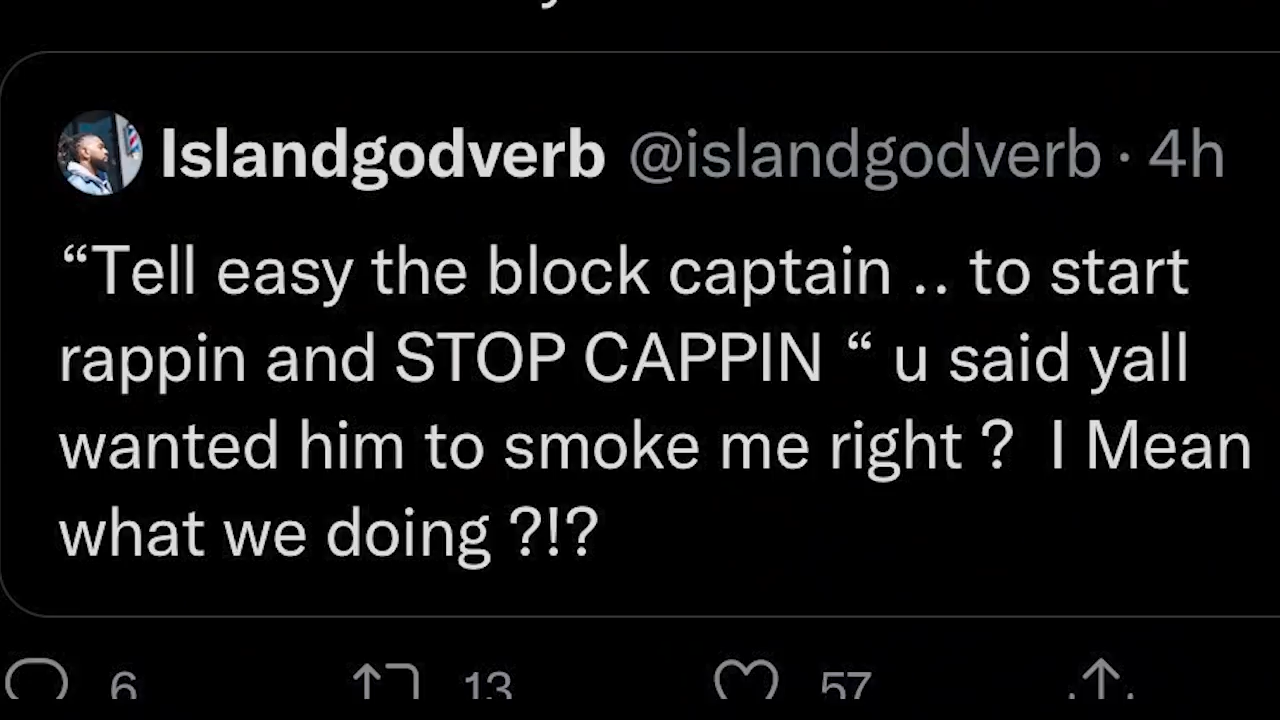 Islandgodverb @islandgodverb · 4h
“Tell easy the block captain .. to start
rappin and STOP CAPPIN “ u said yall
wanted him to smoke me right ?  I Mean
what we doing ?!?
6 13 57